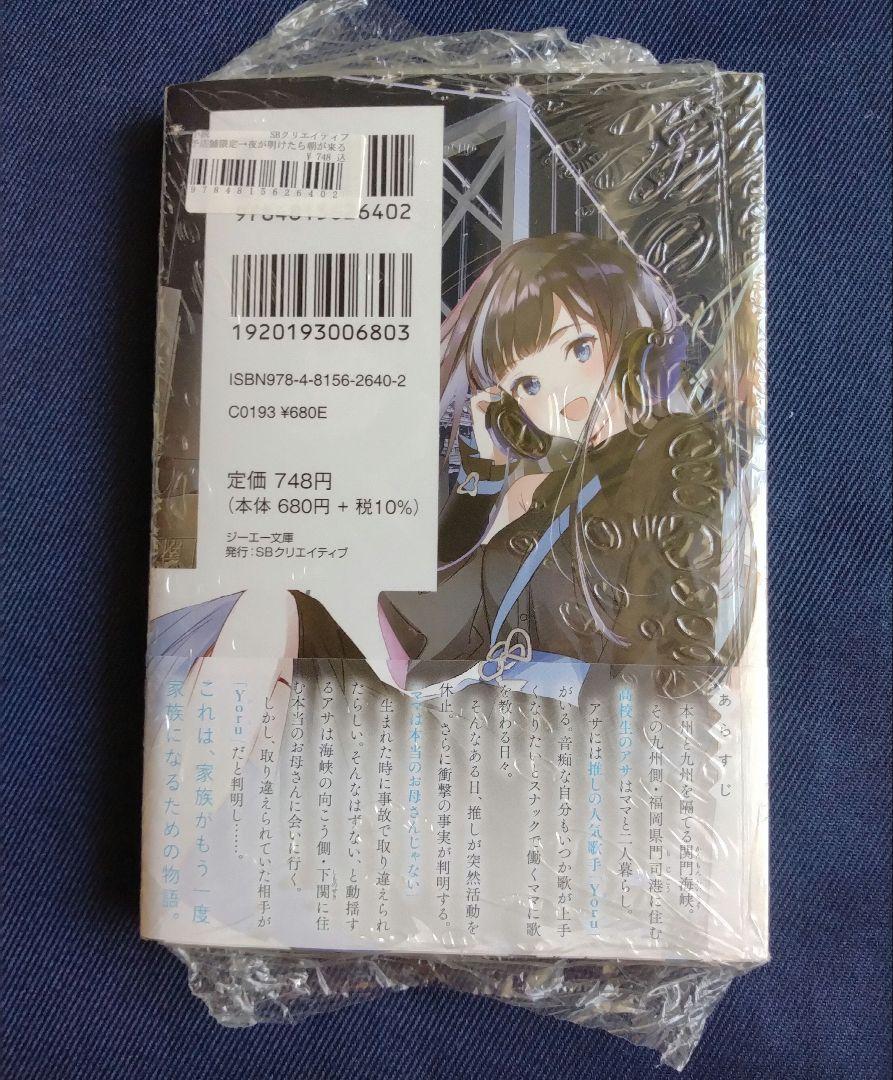 SBクリエイティブ
店舗限定→夜が明けたら朝が来る
¥ 748 込
9784815626402
1920193006803
ISBN978-4-8156-2640-2
C0193 ¥680E
定価 748円
(本体 680円 + 税10%)
ジーエー文庫
発行：SBクリエイティブ
あらすじ
本州と九州を隔てる関門海峡。
その九州側・福岡県門司港に住む
高校生のアサはママと二人暮らし。
アサには推しの人気歌手「Yoru」
がいる。音痴な自分もいつか歌が上手
くなりたいとスナックで働くママに歌
を教わる日々。
そんなある日、推しが突然活動を
休止。さらに衝撃の事実が判明する。
「ママは本当のお母さんじゃない」
生まれた時に事故で取り違えられ
たらしい。そんなはずない、と動揺す
るアサは海峡の向こう側・下関に住
む本当のお母さんに会いに行く。
しかし、取り違えられていた相手が
「Yoru」だと判明し……。
これは、家族がもう一度
家族になるための物語。